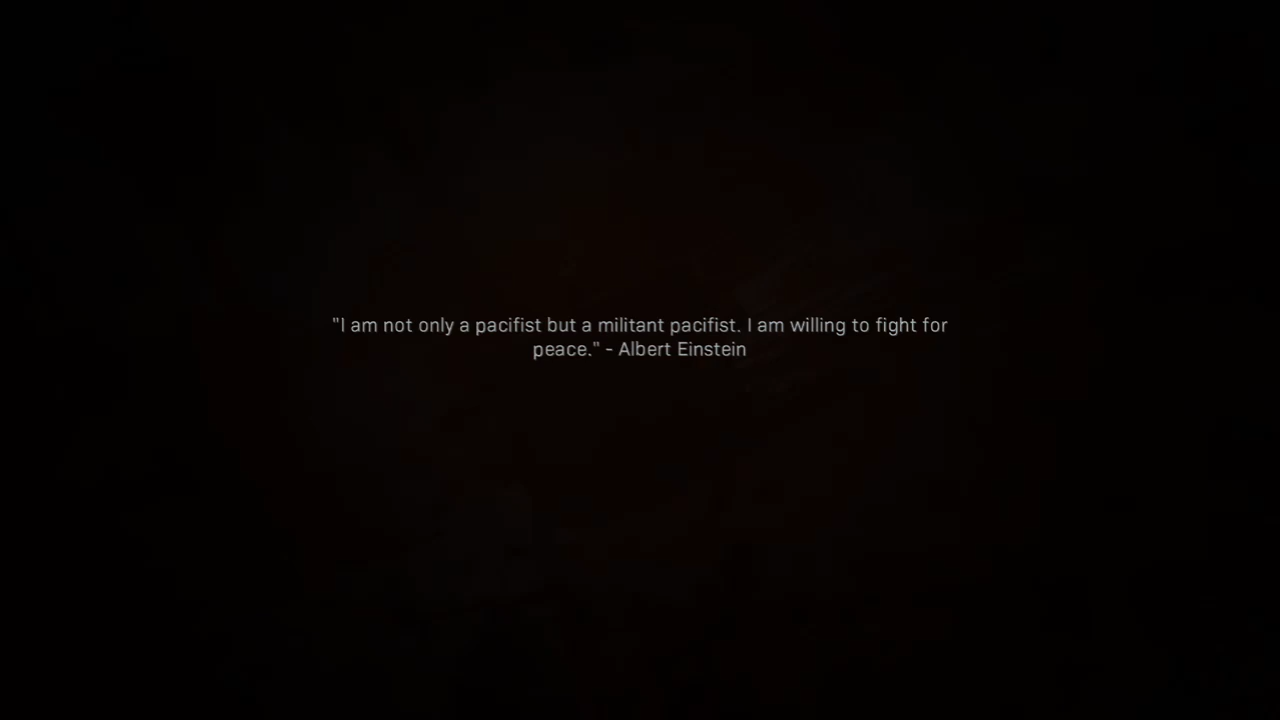 "I am not only a pacifist but a militant pacifist. I am willing to fight for
peace." - Albert Einstein